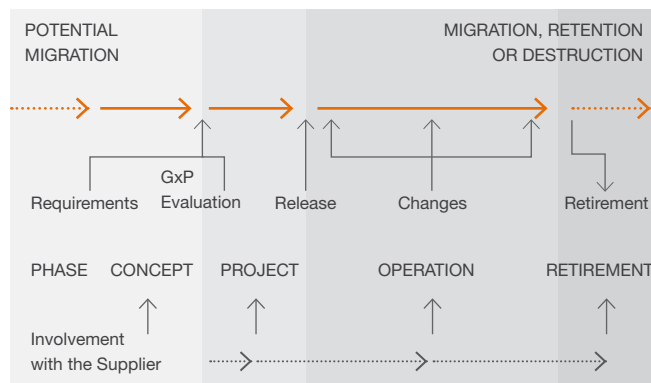 POTENTIAL
MIGRATION
MIGRATION, RETENTION
OR DESTRUCTION
Requirements
GxP
Evaluation
Release
Changes
Retirement
PHASE
CONCEPT
PROJECT
OPERATION
RETIREMENT
Involvement
with the Supplier